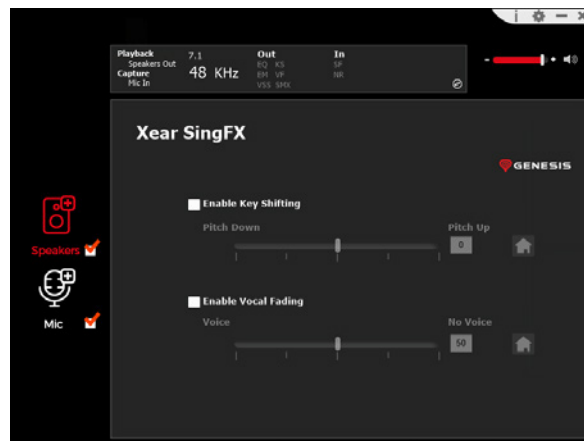 Playback
Speakers Out
Capture
Mic In
7.1
48 KHz
Out
EQ KS
EM VF
VSS SMX
In
SF
NR
Xear SingFX
GENESIS
Speakers
Mic
Enable Key Shifting
Pitch Down
Pitch Up
0
Enable Vocal Fading
Voice
No Voice
50